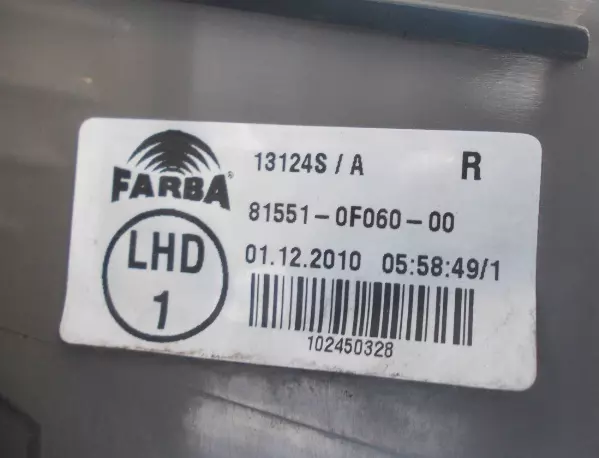 FARBA®
13124S / A R
81551-0F060-00
LHD
1
01.12.2010 05:58:49/1
102450328